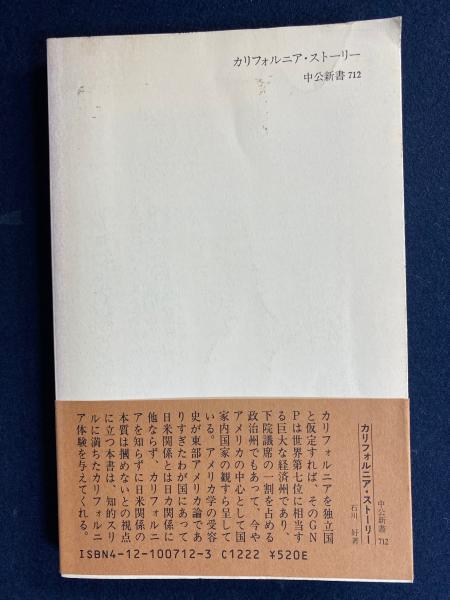 カリフォルニア・ストーリー
中公新書 712
中公新書 712
カリフォルニア・ストーリー
石川 好著
カリフォルニアを独立国
と仮定すれば、そのGN
Pは世界第七位に相当す
る巨大な経済州であり、
下院議席の一割を占める
政治州でもあって、今や
アメリカの中心として国
家内国家の観すら呈して
いる。アメリカ学の受容
史が東部アメリカ論であ
りすぎたわが国にあって
日米関係とは日カ関係に
他ならず、カリフォルニ
アを知らずに日米関係の
本質は摑めないとの視点
に立つ本書は、知的スリ
ルに満ちたカリフォルニ
ア体験を与えてくれる。
ISBN4-12-100712-3 C1222 ¥520E